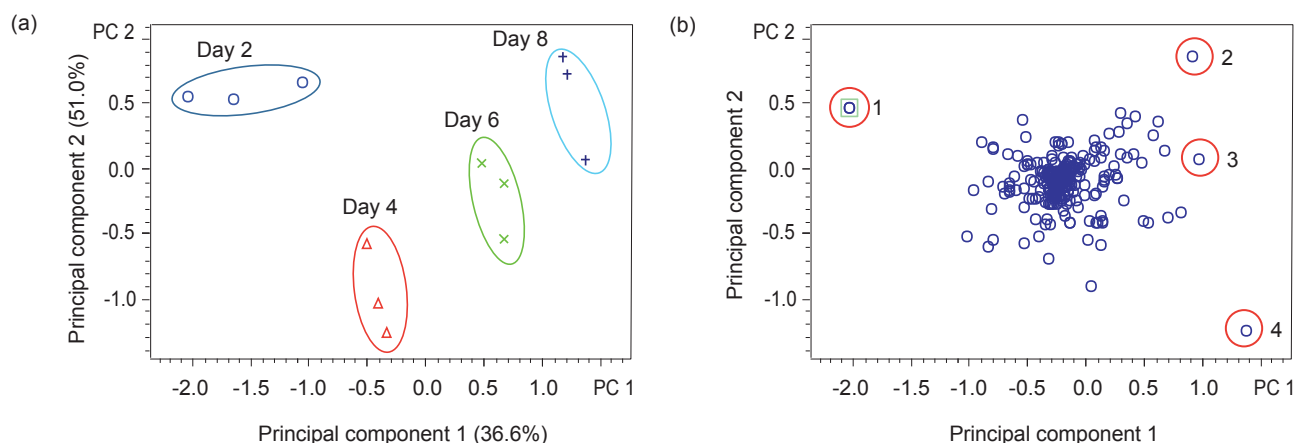 (a)
PC 2
Day 2
Day 8
Day 6
Day 4
0.5
0.0
-0.5
-1.0
Principal component 2 (51.0%)
-2.0 -1.5 -1.0 -0.5 0.0 0.5 1.0 PC 1
Principal component 1 (36.6%)
(b)
PC 2
1
2
3
4
0.5
0.0
-0.5
-1.0
Principal component 2
-2.0 -1.5 -1.0 -0.5 0.0 0.5 1.0 PC 1
Principal component 1